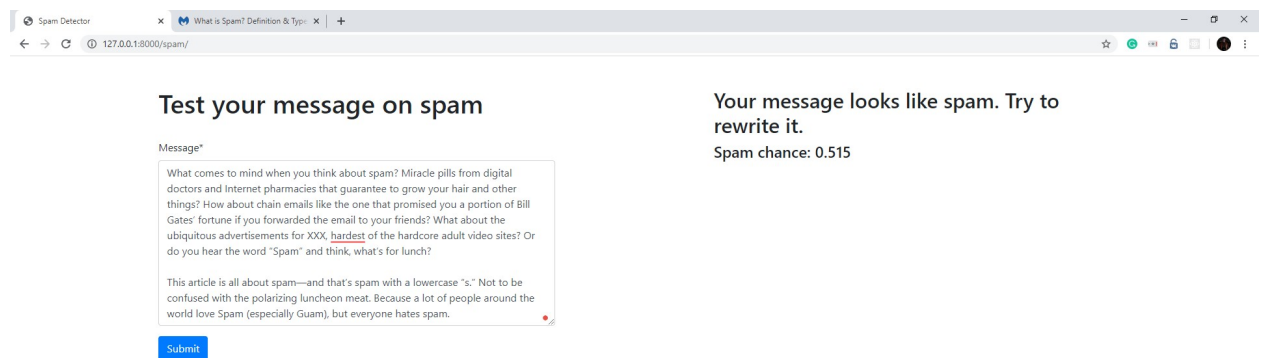 Spam Detector
What is Spam? Definition & Type
127.0.0.1:8000/spam/
Test your message on spam
Message*
What comes to mind when you think about spam? Miracle pills from digital
doctors and Internet pharmacies that guarantee to grow your hair and other
things? How about chain emails like the one that promised you a portion of Bill
Gates' fortune if you forwarded the email to your friends? What about the
ubiquitous advertisements for XXX, hardest of the hardcore adult video sites? Or
do you hear the word "Spam" and think, what's for lunch?
This article is all about spam—and that's spam with a lowercase "s." Not to be
confused with the polarizing luncheon meat. Because a lot of people around the
world love Spam (especially Guam), but everyone hates spam.
Submit
Your message looks like spam. Try to
rewrite it.
Spam chance: 0.515